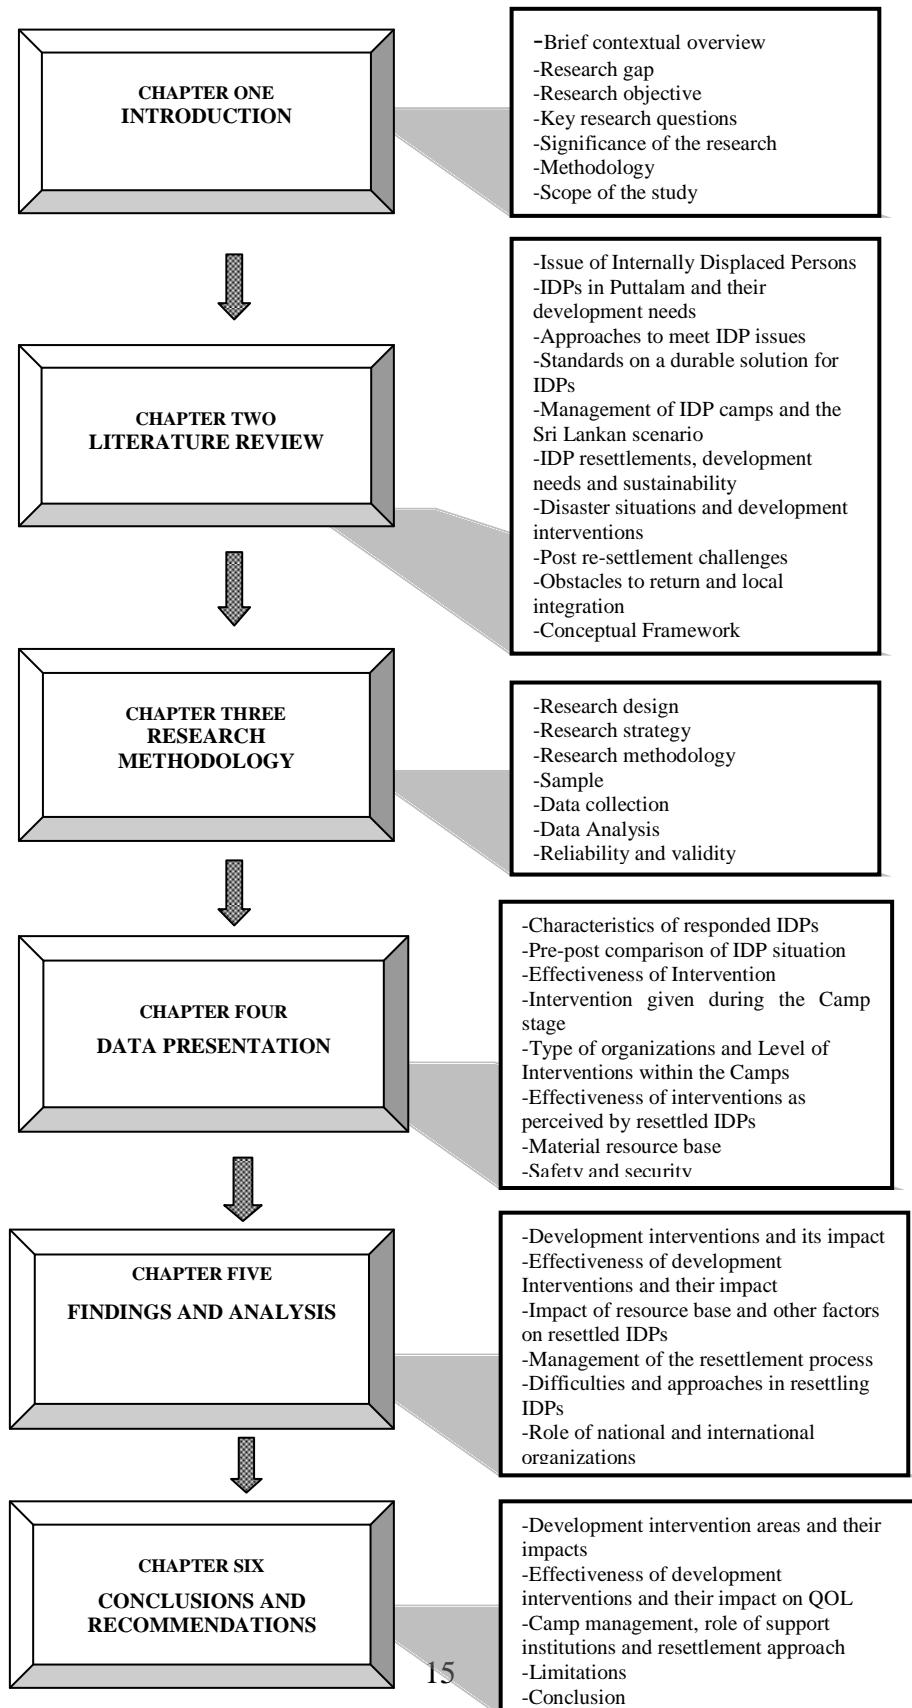 CHAPTER ONE
INTRODUCTION
-Brief contextual overview
-Research gap
-Research objective
-Key research questions
-Significance of the research
-Methodology
-Scope of the study
CHAPTER TWO
LITERATURE REVIEW
-Issue of Internally Displaced Persons
-IDPs in Puttalam and their
development needs
-Approaches to meet IDP issues
-Standards on a durable solution for
IDPs
-Management of IDP camps and the
Sri Lankan scenario
-IDP resettlements, development
needs and sustainability
-Disaster situations and development
interventions
-Post re-settlement challenges
-Obstacles to return and local
integration
-Conceptual Framework
CHAPTER THREE
RESEARCH
METHODOLOGY
-Research design
-Research strategy
-Research methodology
-Sample
-Data collection
-Data Analysis
-Reliability and validity
CHAPTER FOUR
DATA PRESENTATION
-Characteristics of responded IDPs
-Pre-post comparison of IDP situation
-Effectiveness of Intervention
-Intervention given during the Camp
stage
-Type of organizations and Level of
Interventions within the Camps
-Effectiveness of interventions as
perceived by resettled IDPs
-Material resource base
-Safety and security
CHAPTER FIVE
FINDINGS AND ANALYSIS
-Development interventions and its impact
-Effectiveness of development
Interventions and their impact
-Impact of resource base and other factors
on resettled IDPs
-Management of the resettlement process
-Difficulties and approaches in resettling
IDPs
-Role of national and international
organizations
CHAPTER SIX
CONCLUSIONS AND
RECOMMENDATIONS
-Development intervention areas and their
impacts
-Effectiveness of development
interventions and their impact on QOL
-Camp management, role of support
institutions and resettlement approach
-Limitations
-Conclusion
15